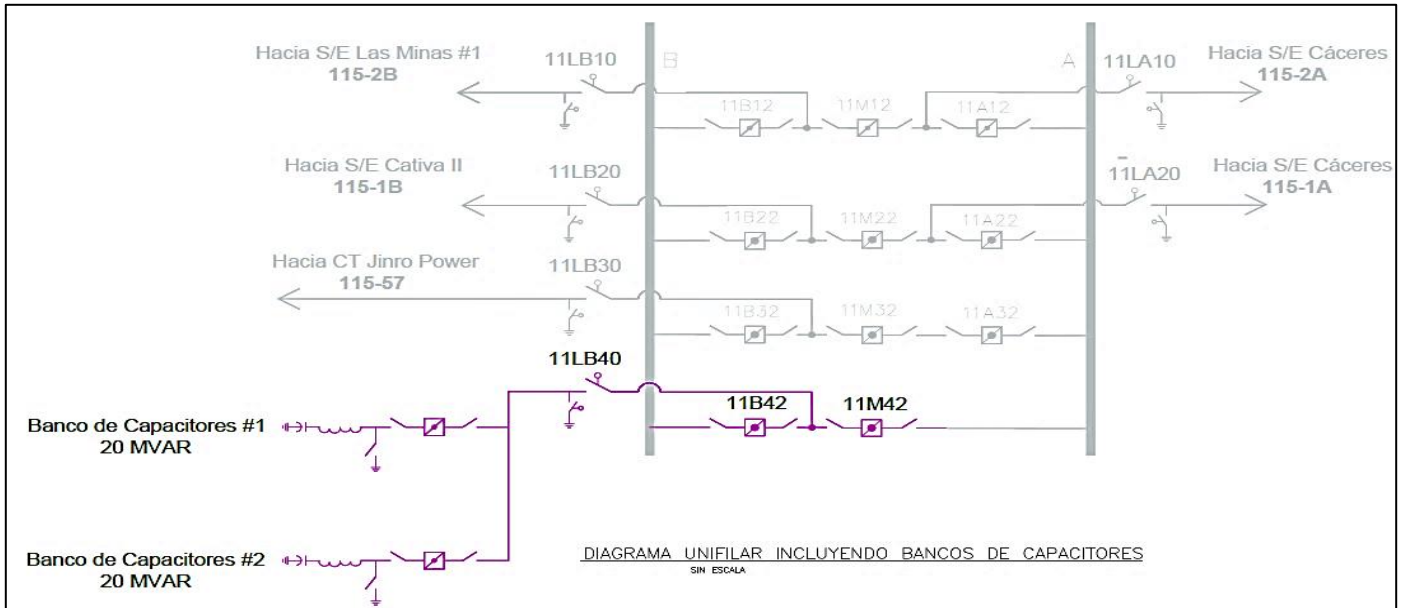 Hacia S/E Las Minas #1
115-2B
11LB10
B
A
11LA10
Hacia S/E Cáceres
115-2A
11B12
11M12
11A12
Hacia S/E Cativa II
115-1B
11LB20
11LA20
Hacia S/E Cáceres
115-1A
11B22
11M22
11A22
Hacia CT Jinro Power
115-57
11LB30
11B32
11M32
11A32
11LB40
Banco de Capacitores #1
20 MVAR
11B42
11M42
Banco de Capacitores #2
20 MVAR
DIAGRAMA UNIFILAR INCLUYENDO BANCOS DE CAPACITORES
SIN ESCALA